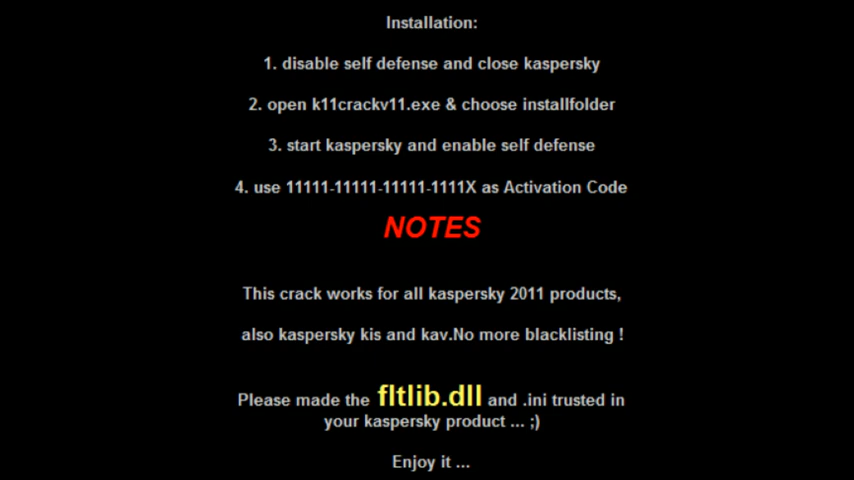 Installation:
1. disable self defense and close kaspersky
2. open k11crackv11.exe & choose installfolder
3. start kaspersky and enable self defense
4. use 11111-11111-11111-1111X as Activation Code
NOTES
This crack works for all kaspersky 2011 products,
also kaspersky kis and kav.No more blacklisting !
Please made the fltlib.dll and .ini trusted in
your kaspersky product ... ;)
Enjoy it ...